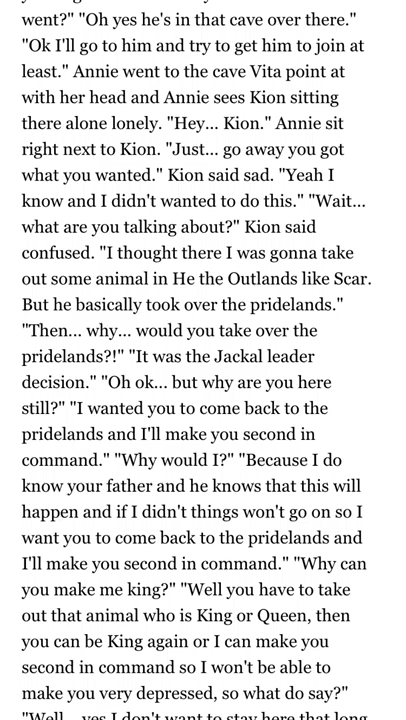 went?" "Oh yes he's in that cave over there."
"Ok I'll go to him and try to get him to join at
least." Annie went to the cave Vita point at
with her head and Annie sees Kion sitting
there alone lonely. "Hey... Kion." Annie sit
right next to Kion. "Just... go away you got
what you wanted." Kion said sad. "Yeah I
know and I didn't wanted to do this." "Wait...
what are you talking about?" Kion said
confused. "I thought there I was gonna take
out some animal in He the Outlands like Scar.
But he basically took over the pridelands."
"Then... why... would you take over the
pridelands?!" "It was the Jackal leader
decision." "Oh ok... but why are you here
still?" "I wanted you to come back to the
pridelands and I'll make you second in
command." "Why would I?" "Because I do
know your father and he knows that this will
happen and if I didn't things won't go on so I
want you to come back to the pridelands and
I'll make you second in command." "Why can
you make me king?" "Well you have to take
out that animal who is King or Queen, then
you can be King again or I can make you
second in command so I won't be able to
make you very depressed, so what do say?"
"Well... yes I don't want to stay here that long